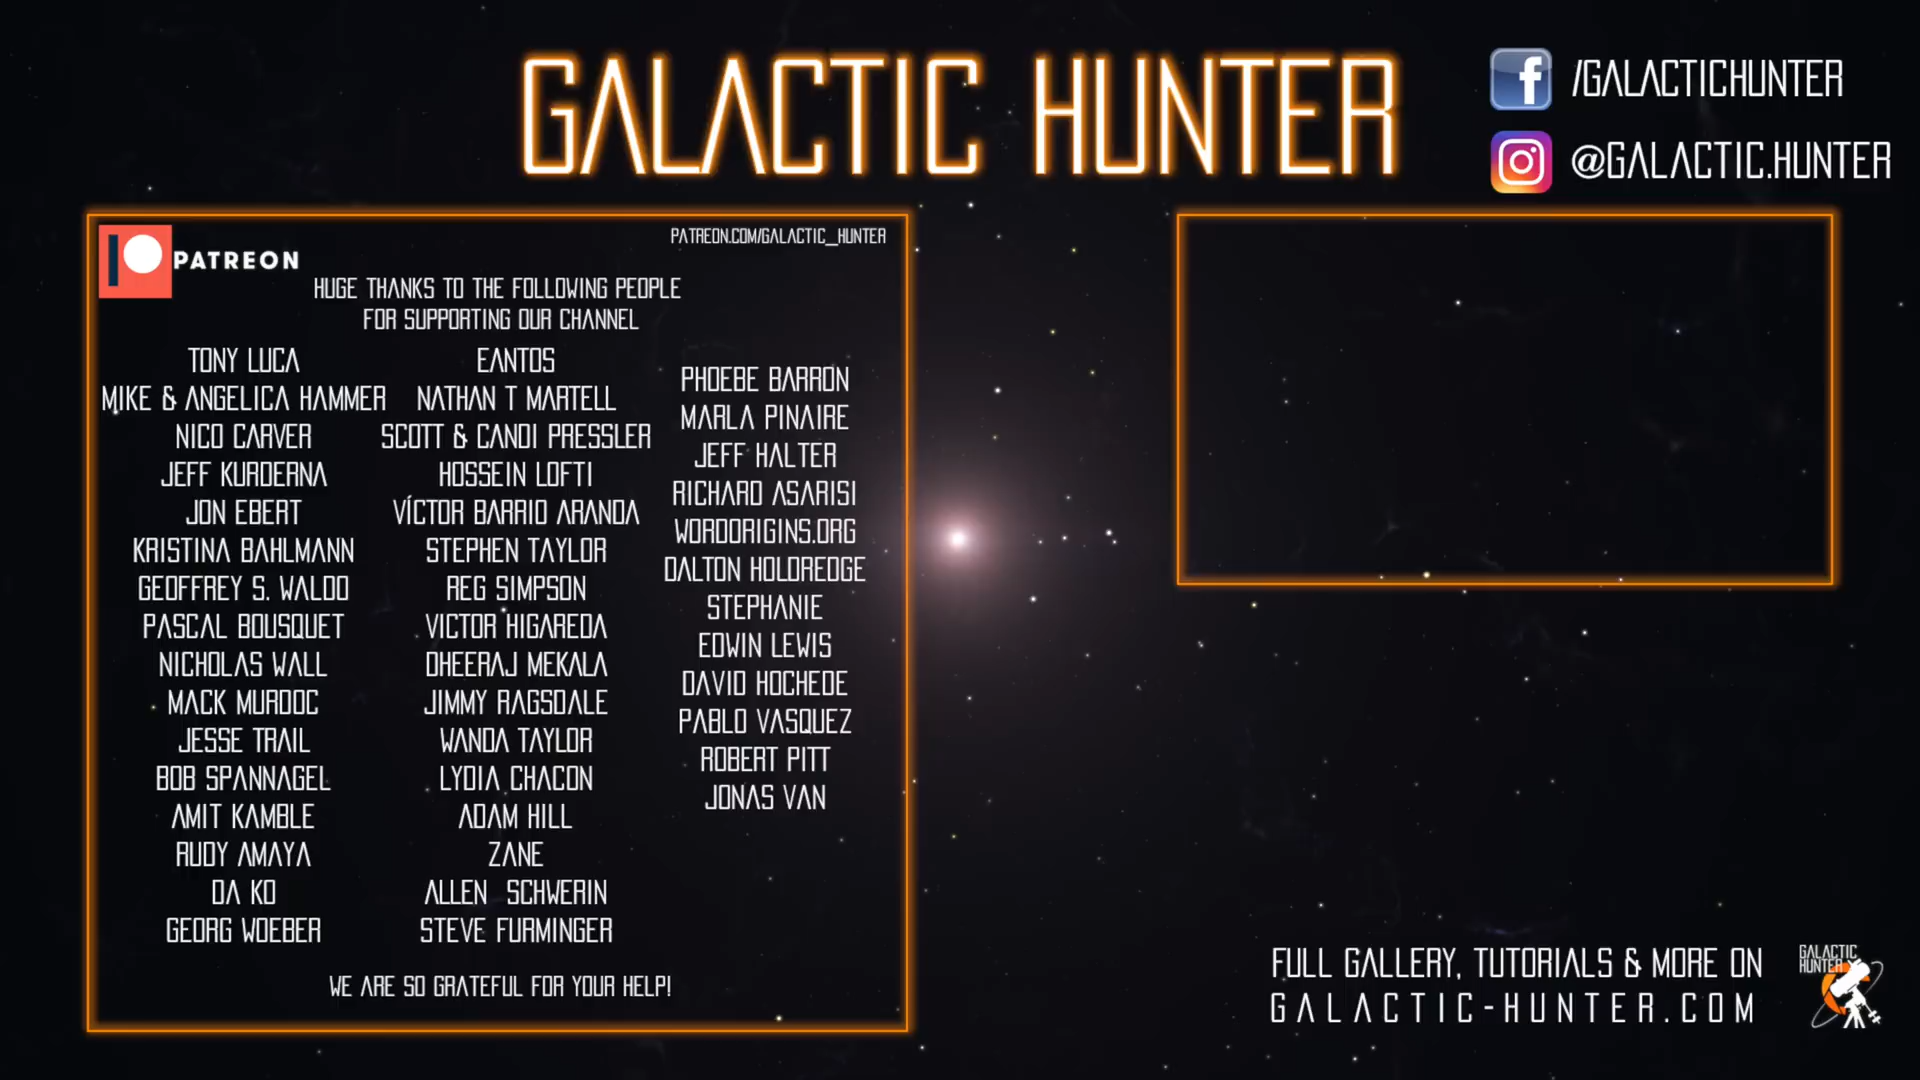 GALACTIC HUNTER
/GALACTICHUNTER
@GALACTIC.HUNTER
PATREON
PATREON.COM/GALACTIC_HUNTER
HUGE THANKS TO THE FOLLOWING PEOPLE
FOR SUPPORTING OUR CHANNEL
TONY LUCA
MIKE & ANGELICA HAMMER
NICO CARVER
JEFF KURDERNA
JON EBERT
KRISTINA BAHLMANN
GEOFFREY S. WALDO
PASCAL BOUSQUET
NICHOLAS WALL
MACK MURDOC
JESSE TRAIL
BOB SPANNAGEL
AMIT KAMBLE
RUDY AMAYA
DA KO
GEORG WOEBER
EANTOS
NATHAN T MARTELL
SCOTT & CANDI PRESSLER
HOSSEIN LOFTI
VÍCTOR BARRIO ARANDA
STEPHEN TAYLOR
REG SIMPSON
VICTOR HIGAREDA
DHEERAJ MEKALA
JIMMY RAGSDALE
WANDA TAYLOR
LYDIA CHACON
ADAM HILL
ZANE
ALLEN SCHWERIN
STEVE FURMINGER
PHOEBE BARRON
MARLA PINAIRE
JEFF HALTER
RICHARD ASARISI
WORDORIGINS.ORG
DALTON HOLDREDGE
STEPHANIE
EDWIN LEWIS
DAVID HOCHEDE
PABLO VASQUEZ
ROBERT PITT
JONAS VAN
WE ARE SO GRATEFUL FOR YOUR HELP!
FULL GALLERY, TUTORIALS & MORE ON
GALACTIC-HUNTER.COM
GALACTIC
HUNTER